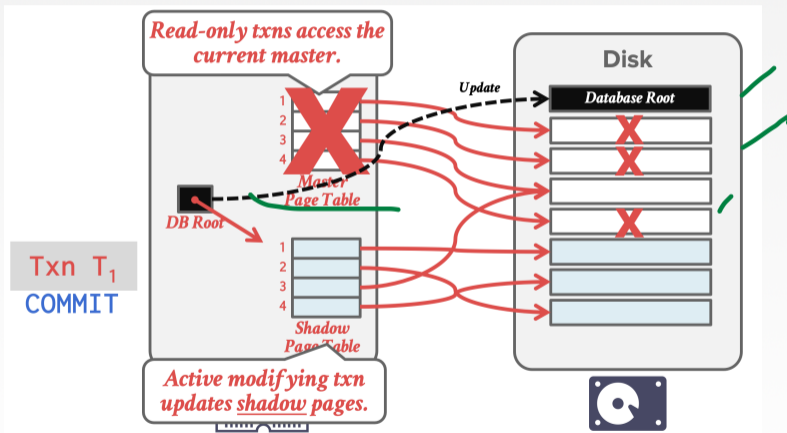 Read-only txns access the
current master.
Disk
Update
Database Root
1
2
3
4
Master
Page Table
DB Root
Txn T₁
COMMIT
1
2
3
4
Shadow
Page Table
Active modifying txn
updates shadow pages.